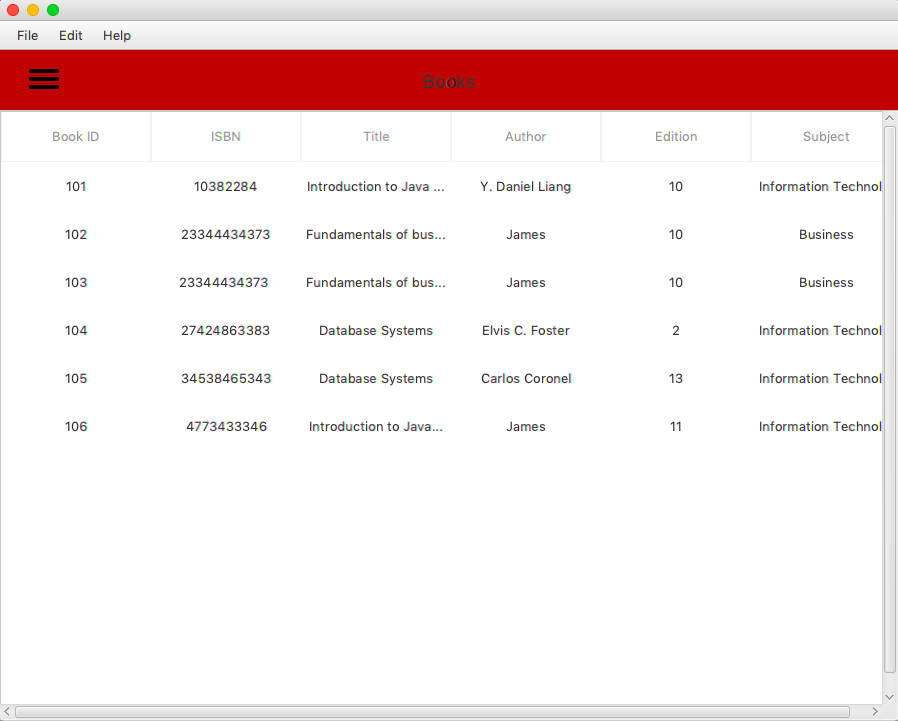 File Edit Help
Books
Book ID ISBN Title Author Edition Subject
101 10382284 Introduction to Java ... Y. Daniel Liang 10 Information Technol
102 23344434373 Fundamentals of bus... James 10 Business
103 23344434373 Fundamentals of bus... James 10 Business
104 27424863383 Database Systems Elvis C. Foster 2 Information Technol
105 34538465343 Database Systems Carlos Coronel 13 Information Technol
106 4773433346 Introduction to Java... James 11 Information Technol